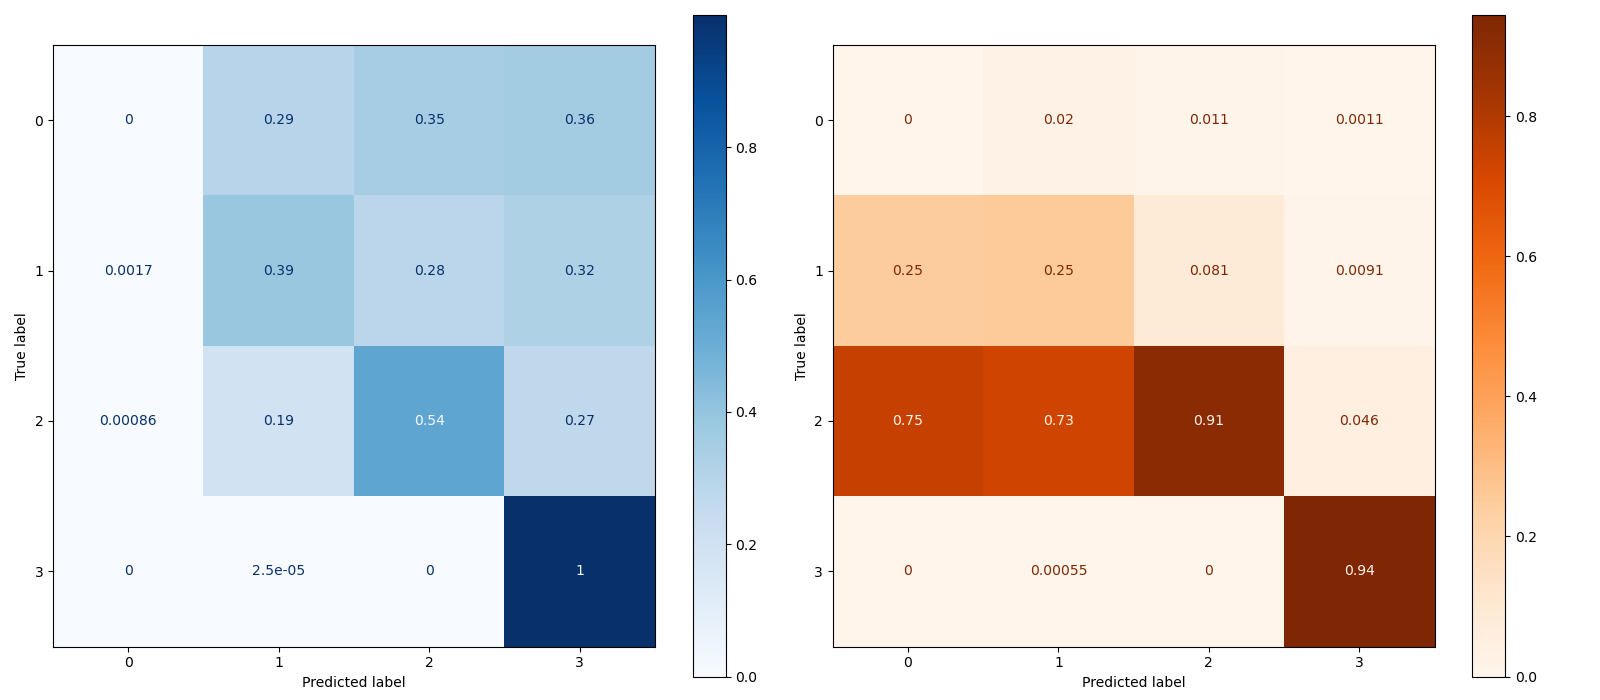 0 0.29 0.35 0.36
0.0017 0.39 0.28 0.32
0.00086 0.19 0.54 0.27
0 2.5e-05 0 1
0
1
2
3
True label
0 1 2 3
Predicted label
0.8
0.6
0.4
0.2
0.0
0 0.02 0.011 0.0011
0.25 0.25 0.081 0.0091
0.75 0.73 0.91 0.046
0 0.00055 0 0.94
0
1
2
3
True label
0 1 2 3
Predicted label
0.8
0.6
0.4
0.2
0.0